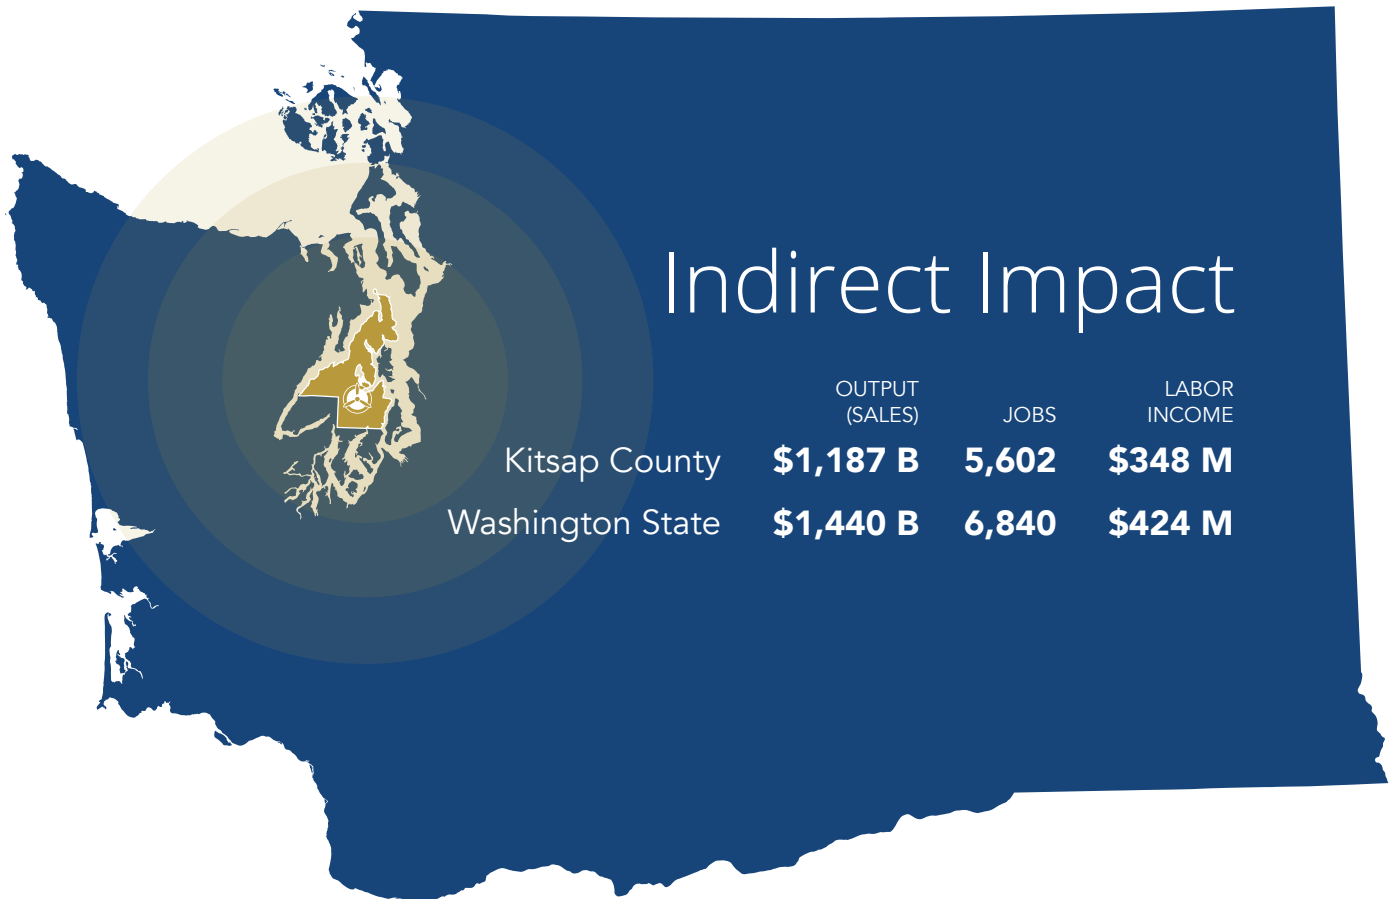 Indirect Impact
OUTPUT
(SALES)
JOBS
LABOR
INCOME
Kitsap County $1,187 B 5,602 $348 M
Washington State $1,440 B 6,840 $424 M